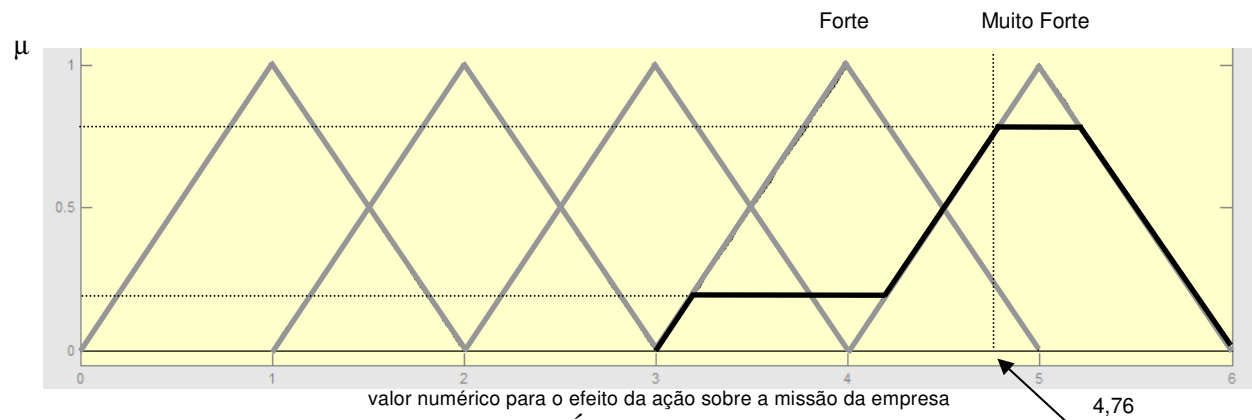 Forte Muito Forte
μ
1
0.5
0
0 1 2 3 4 5 6
valor numérico para o efeito da ação sobre a missão da empresa
4,76